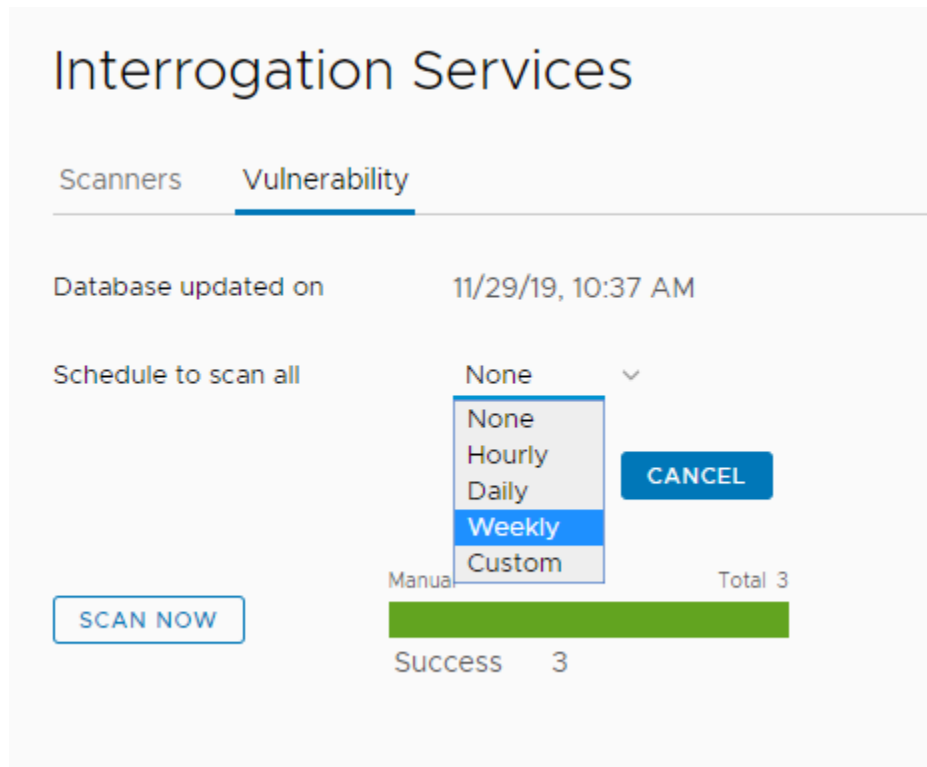 Interrogation Services
Scanners Vulnerability
Database updated on 11/29/19, 10:37 AM
Schedule to scan all None
None
Hourly
Daily
CANCEL
Weekly
Custom
Manual Total 3
SCAN NOW
Success 3